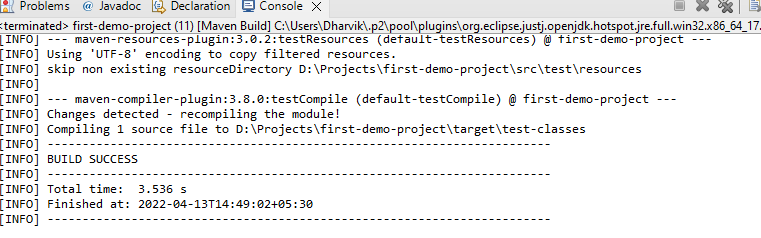 Problems @ Javadoc Declaration Console
<terminated> first-demo-project (11) [Maven Build] C:\Users\Dharvik\.p2\pool\plugins\org.eclipse.justj.openjdk.hotspot.jre.full.win32.x86_64_17.
[INFO] --- maven-resources-plugin:3.0.2:testResources (default-testResources) @ first-demo-project ---
[INFO] Using 'UTF-8' encoding to copy filtered resources.
[INFO] skip non existing resourceDirectory D:\Projects\first-demo-project\src\test\resources
[INFO]
[INFO] --- maven-compiler-plugin:3.8.0:testCompile (default-testCompile) @ first-demo-project ---
[INFO] Changes detected - recompiling the module!
[INFO] Compiling 1 source file to D:\Projects\first-demo-project\target\test-classes
[INFO] ------------------------------------------------------------------------
[INFO] BUILD SUCCESS
[INFO] ------------------------------------------------------------------------
[INFO] Total time:  3.536 s
[INFO] Finished at: 2022-04-13T14:49:02+05:30
[INFO] ------------------------------------------------------------------------